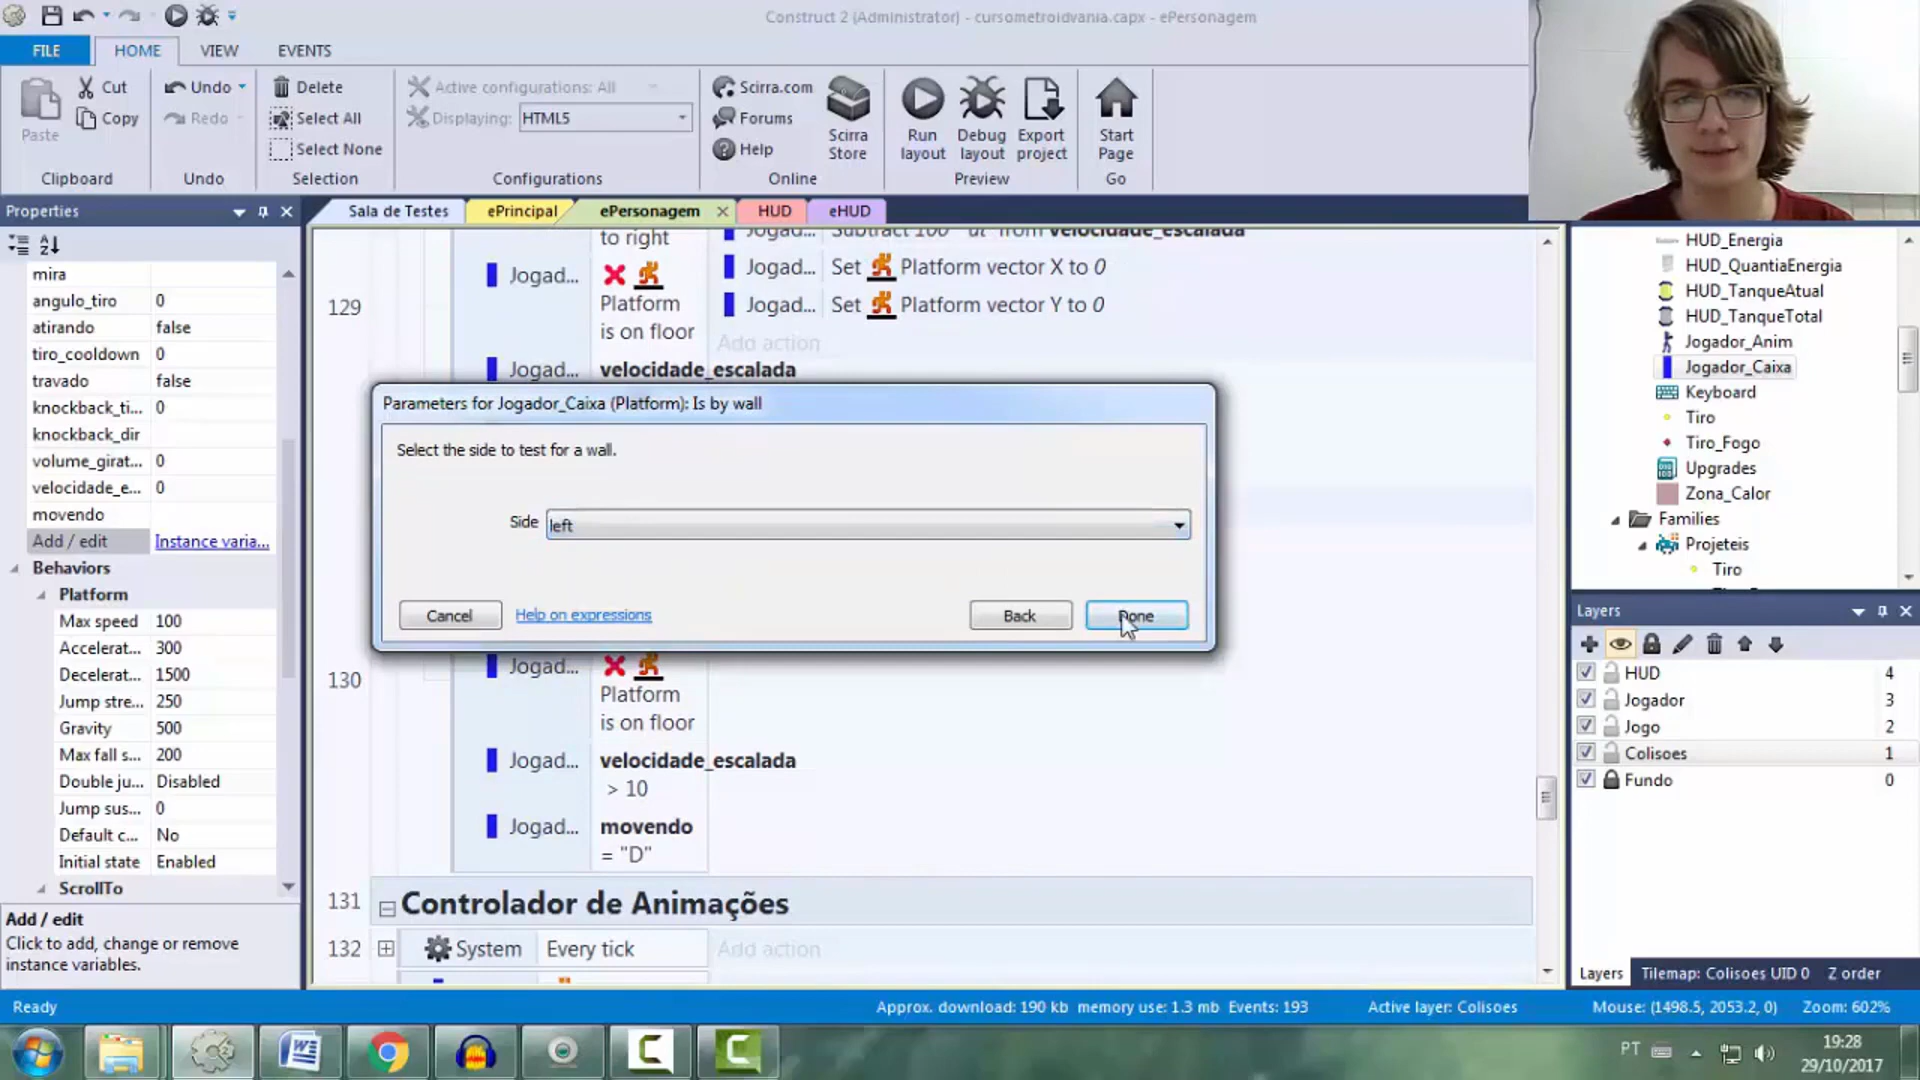 Construct 2 (Administrator) - cursometroidvania.capx - ePersonagem
FILE HOME VIEW EVENTS
Paste Cut Copy Clipboard
Undo Redo Undo
Delete Select All Select None Selection
Active configurations: All
Displaying: HTML5
Configurations
Scirra.com Forums Help Scirra Store Online
Run layout Debug layout Export project Preview
Start Page Go
Properties
mira
angulo_tiro 0
atirando false
tiro_cooldown 0
travado false
knockback_ti... 0
knockback_dir
volume_girat... 0
velocidade_e... 0
movendo
Add / edit Instance varia...
Behaviors
Platform
Max speed 100
Accelerat... 300
Decelerat... 1500
Jump stre... 250
Gravity 500
Max fall s... 200
Double ju... Disabled
Jump sus... 0
Default c... No
Initial state Enabled
ScrollTo
Add / edit
Click to add, change or remove
instance variables.
Sala de Testes ePrincipal ePersonagem HUD eHUD
to right Jogad... Subtract 100* dt from velocidade_escalada
129 Jogad... Platform is on floor
Jogad... Set Platform vector X to 0
Jogad... Set Platform vector Y to 0
Add action
Jogad... velocidade_escalada
Parameters for Jogador_Caixa (Platform): Is by wall
Select the side to test for a wall.
Side left
Cancel Help on expressions Back Done
130 Jogad... Platform is on floor
Jogad... velocidade_escalada
> 10
Jogad... movendo
= "D"
131 Controlador de Animações
132 System Every tick Add action
HUD_Energia
HUD_QuantiaEnergia
HUD_TanqueAtual
HUD_TanqueTotal
Jogador_Anim
Jogador_Caixa
Keyboard
Tiro
Tiro_Fogo
Upgrades
Zona_Calor
Families
Projeteis
Tiro
Layers
HUD 4
Jogador 3
Jogo 2
Colisoes 1
Fundo 0
Layers Tilemap: Colisoes UID 0 Z order
Ready Approx. download: 190 kb memory use: 1.3 mb Events: 193 Active layer: Colisoes Mouse: (1498.5, 2053.2, 0) Zoom: 602%
PT 19:28
29/10/2017